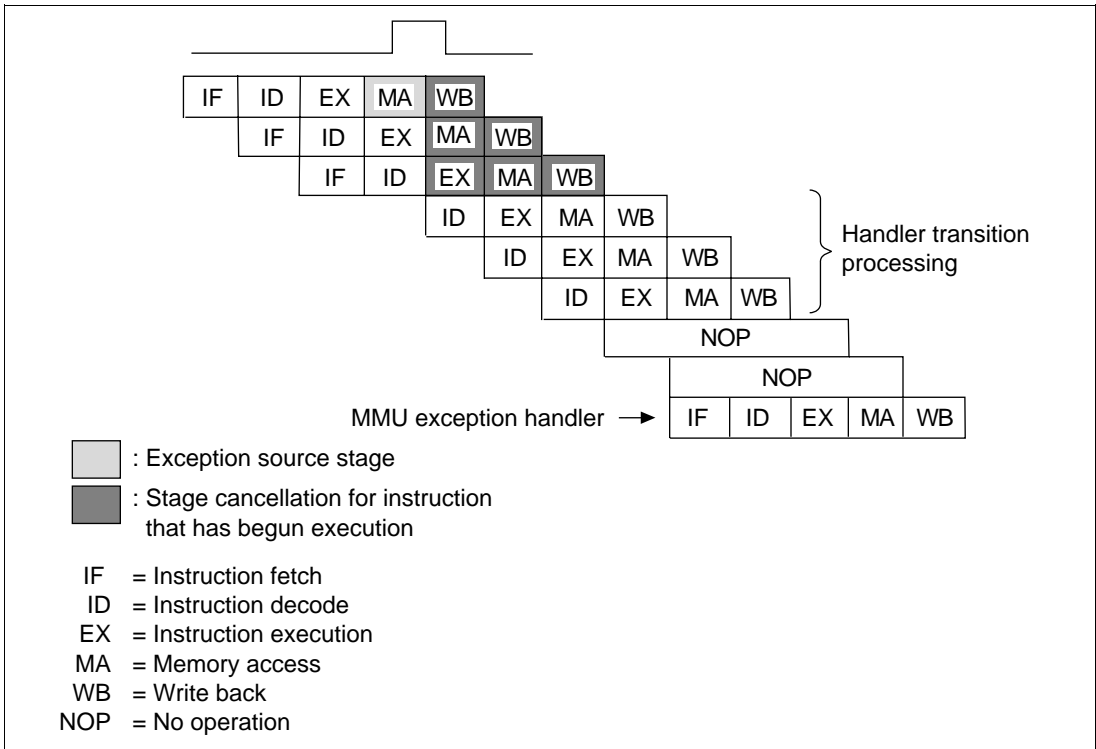 IF ID EX MA WB
IF ID EX MA WB
IF ID EX MA WB
ID EX MA WB
ID EX MA WB
ID EX MA WB
Handler transition
processing
NOP
NOP
MMU exception handler → IF ID EX MA WB
: Exception source stage
: Stage cancellation for instruction
that has begun execution
IF = Instruction fetch
ID = Instruction decode
EX = Instruction execution
MA = Memory access
WB = Write back
NOP = No operation